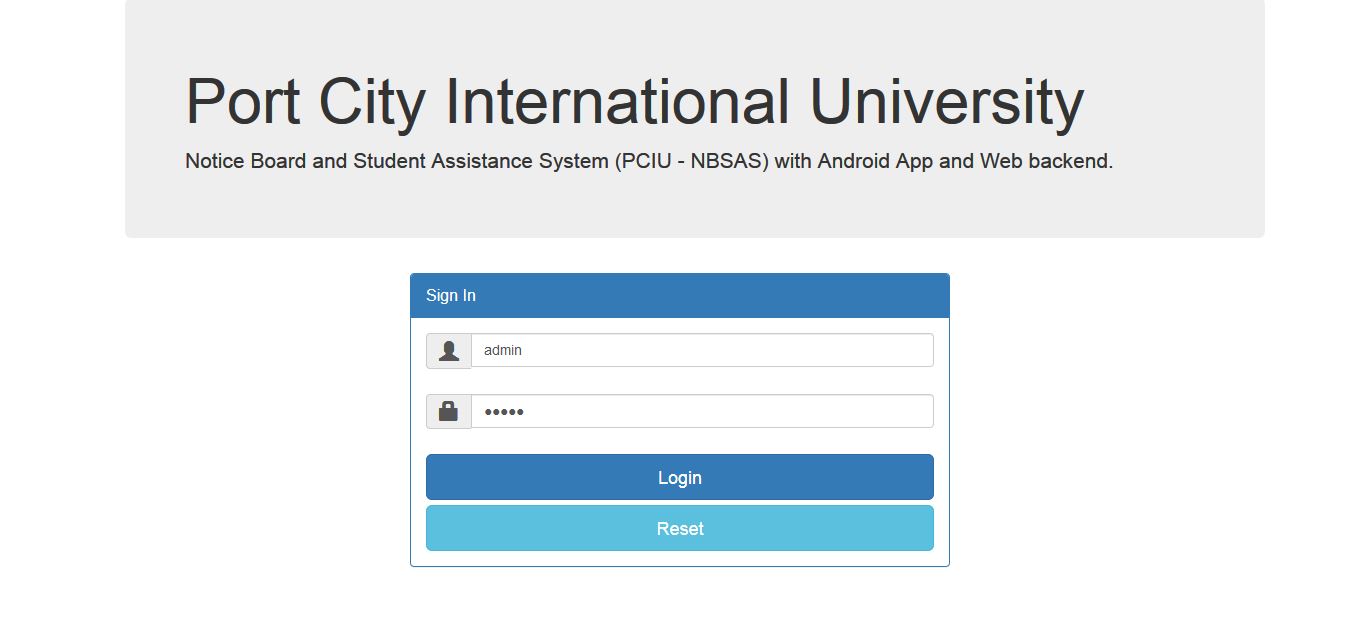 Port City International University
Notice Board and Student Assistance System (PCIU - NBSAS) with Android App and Web backend.
Sign In
admin
•••••
Login
Reset